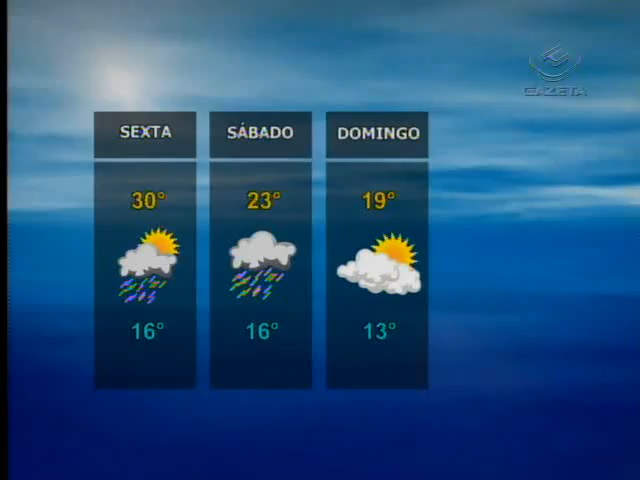 GAZETA
SEXTA
SÁBADO
DOMINGO
30°
23°
19°
16°
16°
13°